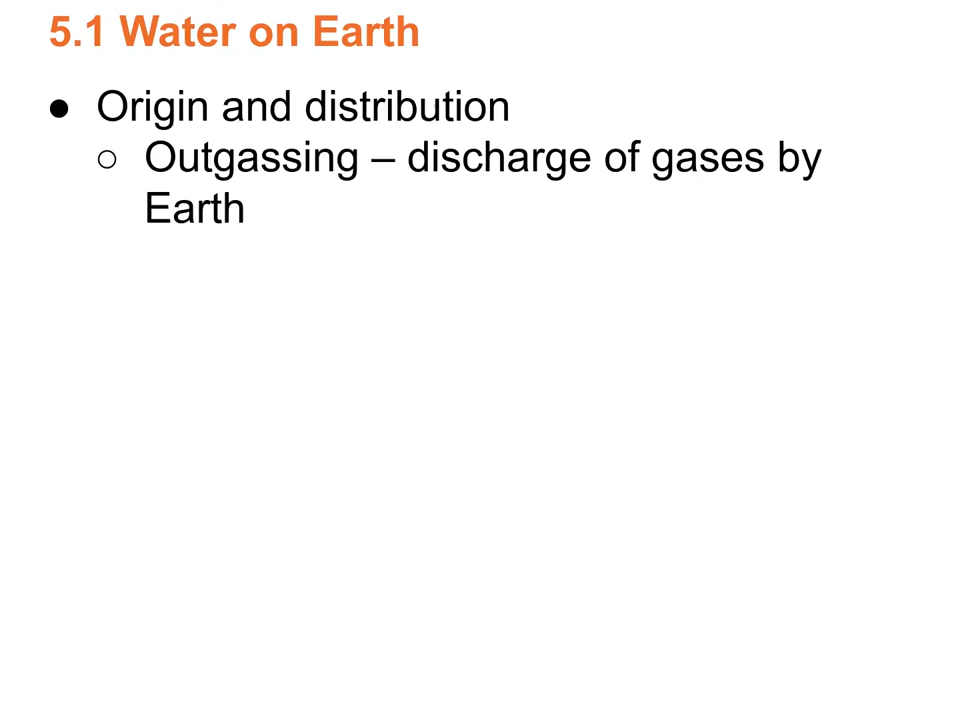 5.1 Water on Earth
● Origin and distribution
○ Outgassing – discharge of gases by
Earth